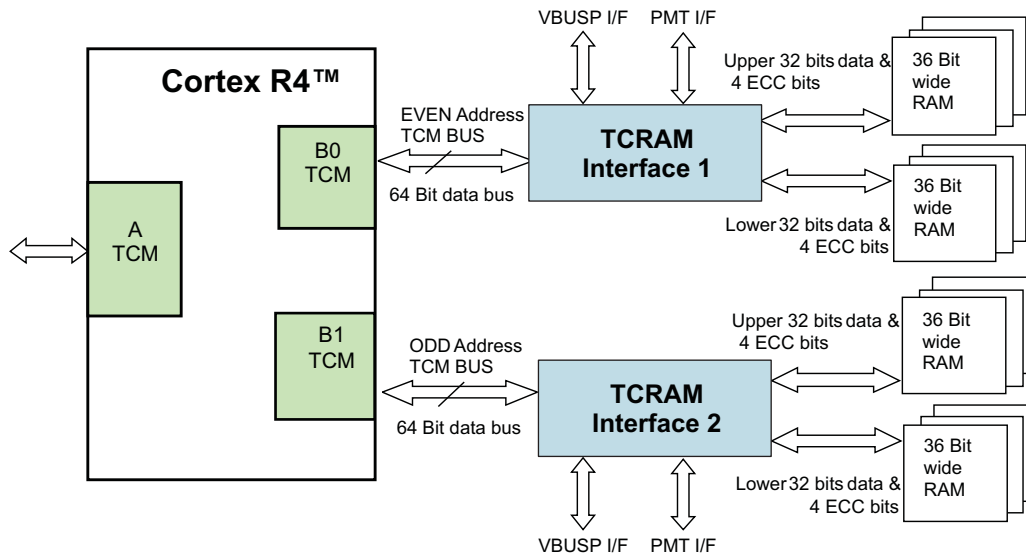 VBUSP I/F
PMT I/F
Cortex R4™
Upper 32 bits data &
4 ECC bits
36 Bit
wide
RAM
EVEN Address
TCM BUS
TCRAM
Interface 1
B0
TCM
64 Bit data bus
36 Bit
wide
RAM
Lower 32 bits data &
4 ECC bits
A
TCM
Upper 32 bits data &
4 ECC bits
36 Bit
wide
RAM
B1
TCM
ODD Address
TCM BUS
TCRAM
Interface 2
64 Bit data bus
36 Bit
wide
RAM
Lower 32 bits data &
4 ECC bits
VBUSP I/F
PMT I/F